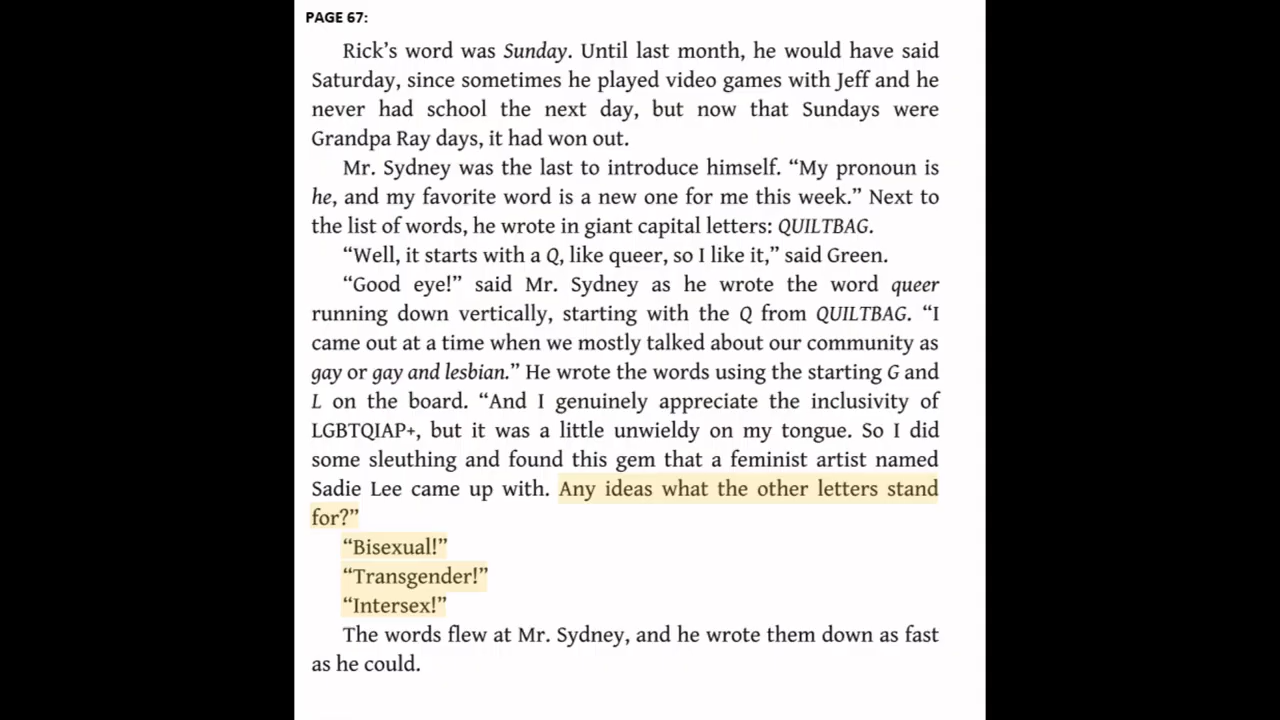 PAGE 67:
Rick’s word was Sunday. Until last month, he would have said
Saturday, since sometimes he played video games with Jeff and he
never had school the next day, but now that Sundays were
Grandpa Ray days, it had won out.
Mr. Sydney was the last to introduce himself. “My pronoun is
he, and my favorite word is a new one for me this week.” Next to
the list of words, he wrote in giant capital letters: QUILTBAG.
“Well, it starts with a Q, like queer, so I like it,” said Green.
“Good eye!” said Mr. Sydney as he wrote the word queer
running down vertically, starting with the Q from QUILTBAG. “I
came out at a time when we mostly talked about our community as
gay or gay and lesbian.” He wrote the words using the starting G and
L on the board. “And I genuinely appreciate the inclusivity of
LGBTQIAP+, but it was a little unwieldy on my tongue. So I did
some sleuthing and found this gem that a feminist artist named
Sadie Lee came up with. Any ideas what the other letters stand
for?”
“Bisexual!”
“Transgender!”
“Intersex!”
The words flew at Mr. Sydney, and he wrote them down as fast
as he could.